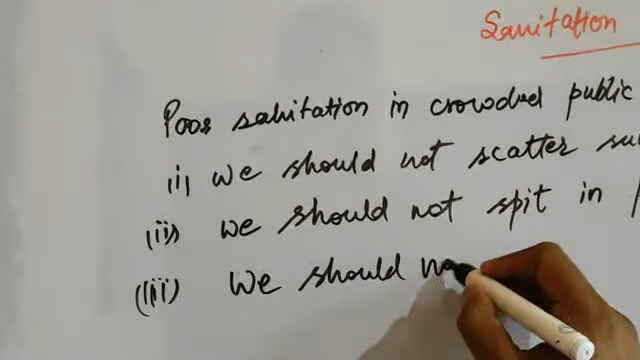 Sanitation
Poor sanitation in crowded public
(i) we should not scatter
(ii) we should not spit in
(iii) we should